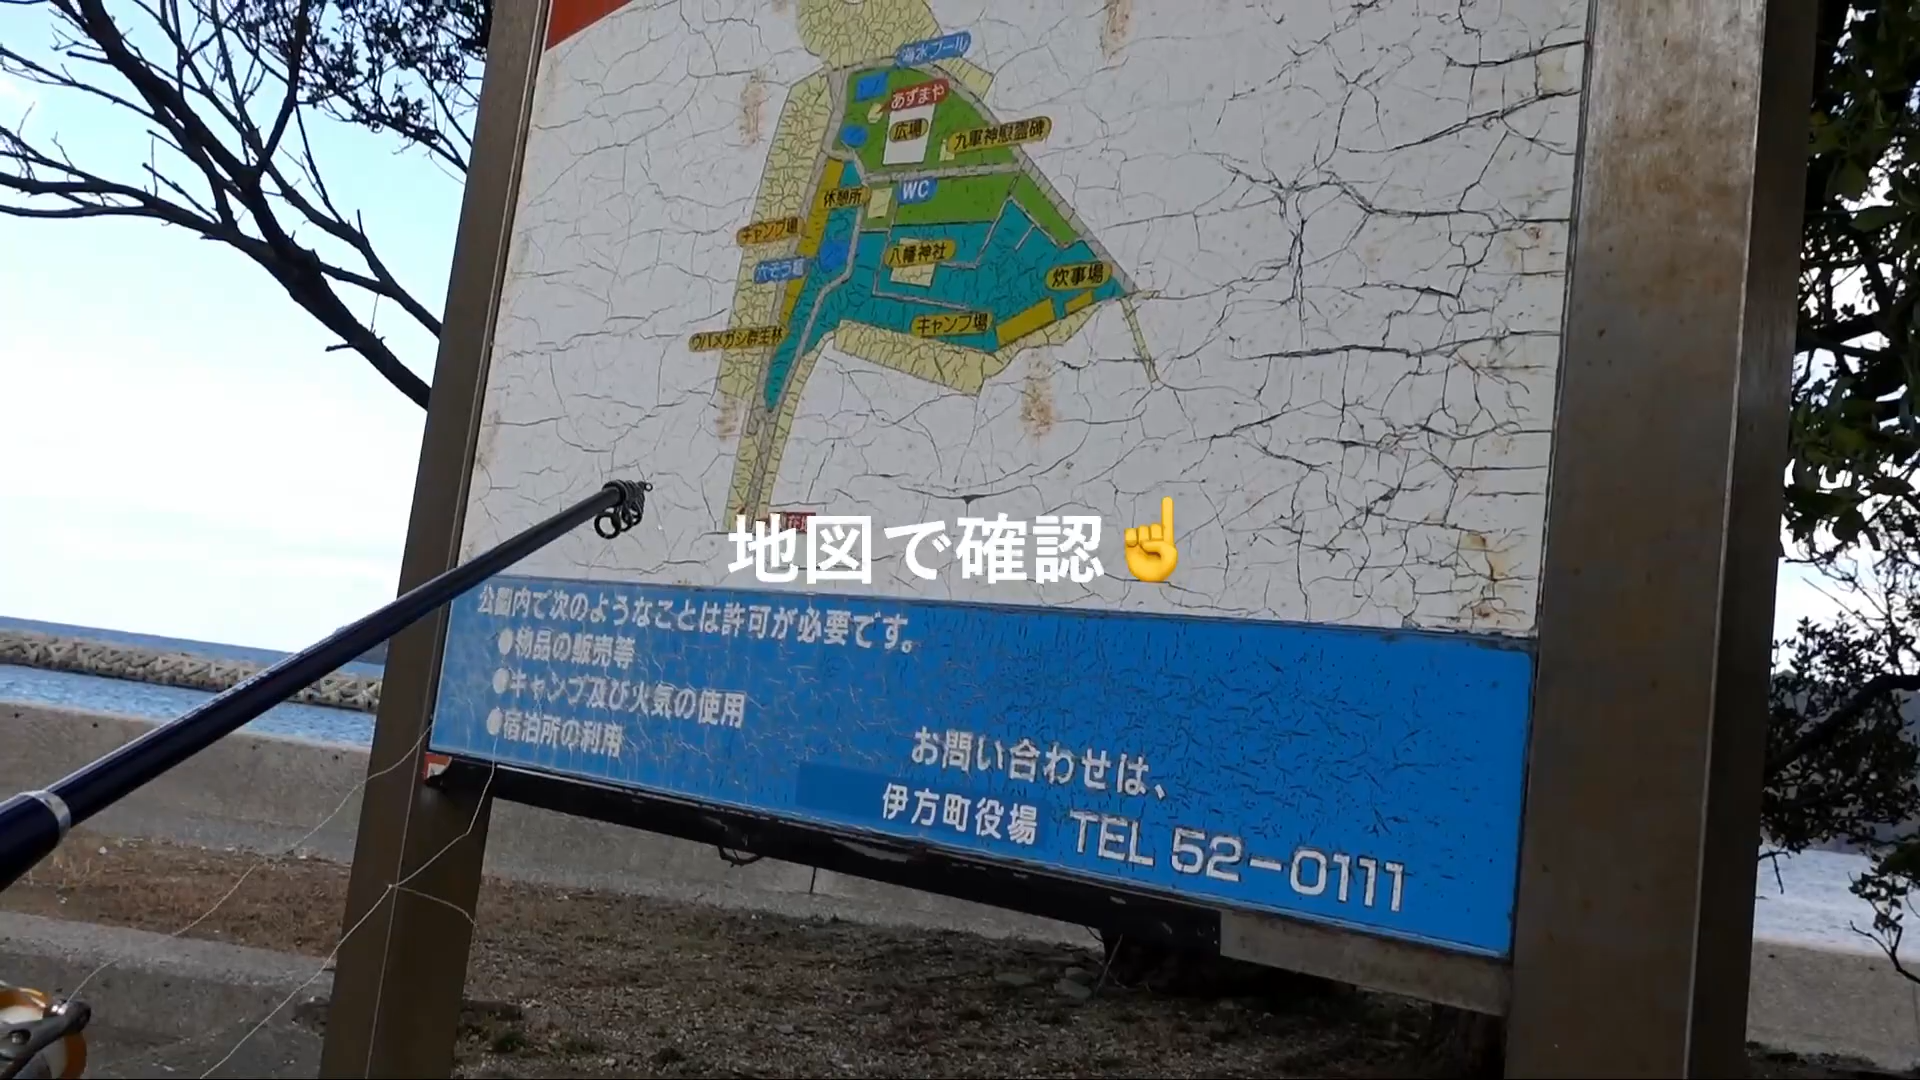 海水プール
あずまや
広場
九軍神慰霊碑
休憩所
WC
キャンプ場
八幡神社
炊事場
キャンプ場
ウバメガシ群生林
地図で確認☝
公園内で次のようなことは許可が必要です。
●物品の販売等
●キャンプ及び火気の使用
●宿泊所の利用
お問い合わせは、
伊方町役場 TEL 52-0111